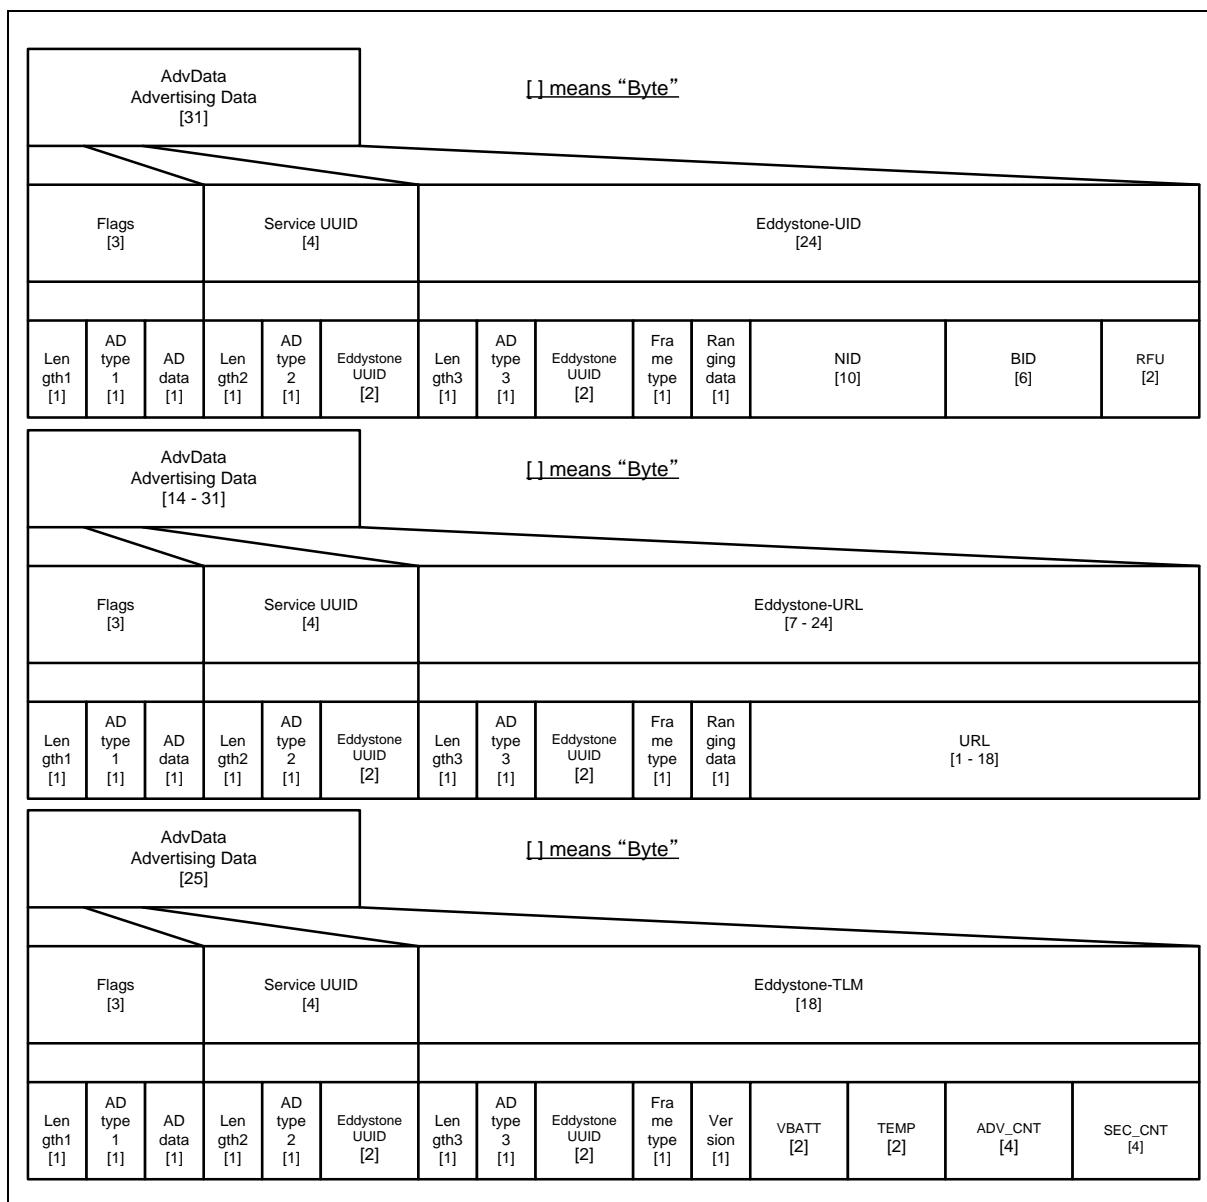 AdvData
Advertising Data
[31]
[ ] means “Byte”
Flags
[3]
Service UUID
[4]
Eddystone-UID
[24]
Len
gth1
[1]
AD
type
1
[1]
AD
data
[1]
Len
gth2
[1]
AD
type
2
[1]
Eddystone
UUID
[2]
Len
gth3
[1]
AD
type
3
[1]
Eddystone
UUID
[2]
Fra
me
type
[1]
Ran
ging
data
[1]
NID
[10]
BID
[6]
RFU
[2]
AdvData
Advertising Data
[14 - 31]
[ ] means “Byte”
Flags
[3]
Service UUID
[4]
Eddystone-URL
[7 - 24]
Len
gth1
[1]
AD
type
1
[1]
AD
data
[1]
Len
gth2
[1]
AD
type
2
[1]
Eddystone
UUID
[2]
Len
gth3
[1]
AD
type
3
[1]
Eddystone
UUID
[2]
Fra
me
type
[1]
Ran
ging
data
[1]
URL
[1 - 18]
AdvData
Advertising Data
[25]
[ ] means “Byte”
Flags
[3]
Service UUID
[4]
Eddystone-TLM
[18]
Len
gth1
[1]
AD
type
1
[1]
AD
data
[1]
Len
gth2
[1]
AD
type
2
[1]
Eddystone
UUID
[2]
Len
gth3
[1]
AD
type
3
[1]
Eddystone
UUID
[2]
Fra
me
type
[1]
Ver
sion
[1]
VBATT
[2]
TEMP
[2]
ADV_CNT
[4]
SEC_CNT
[4]